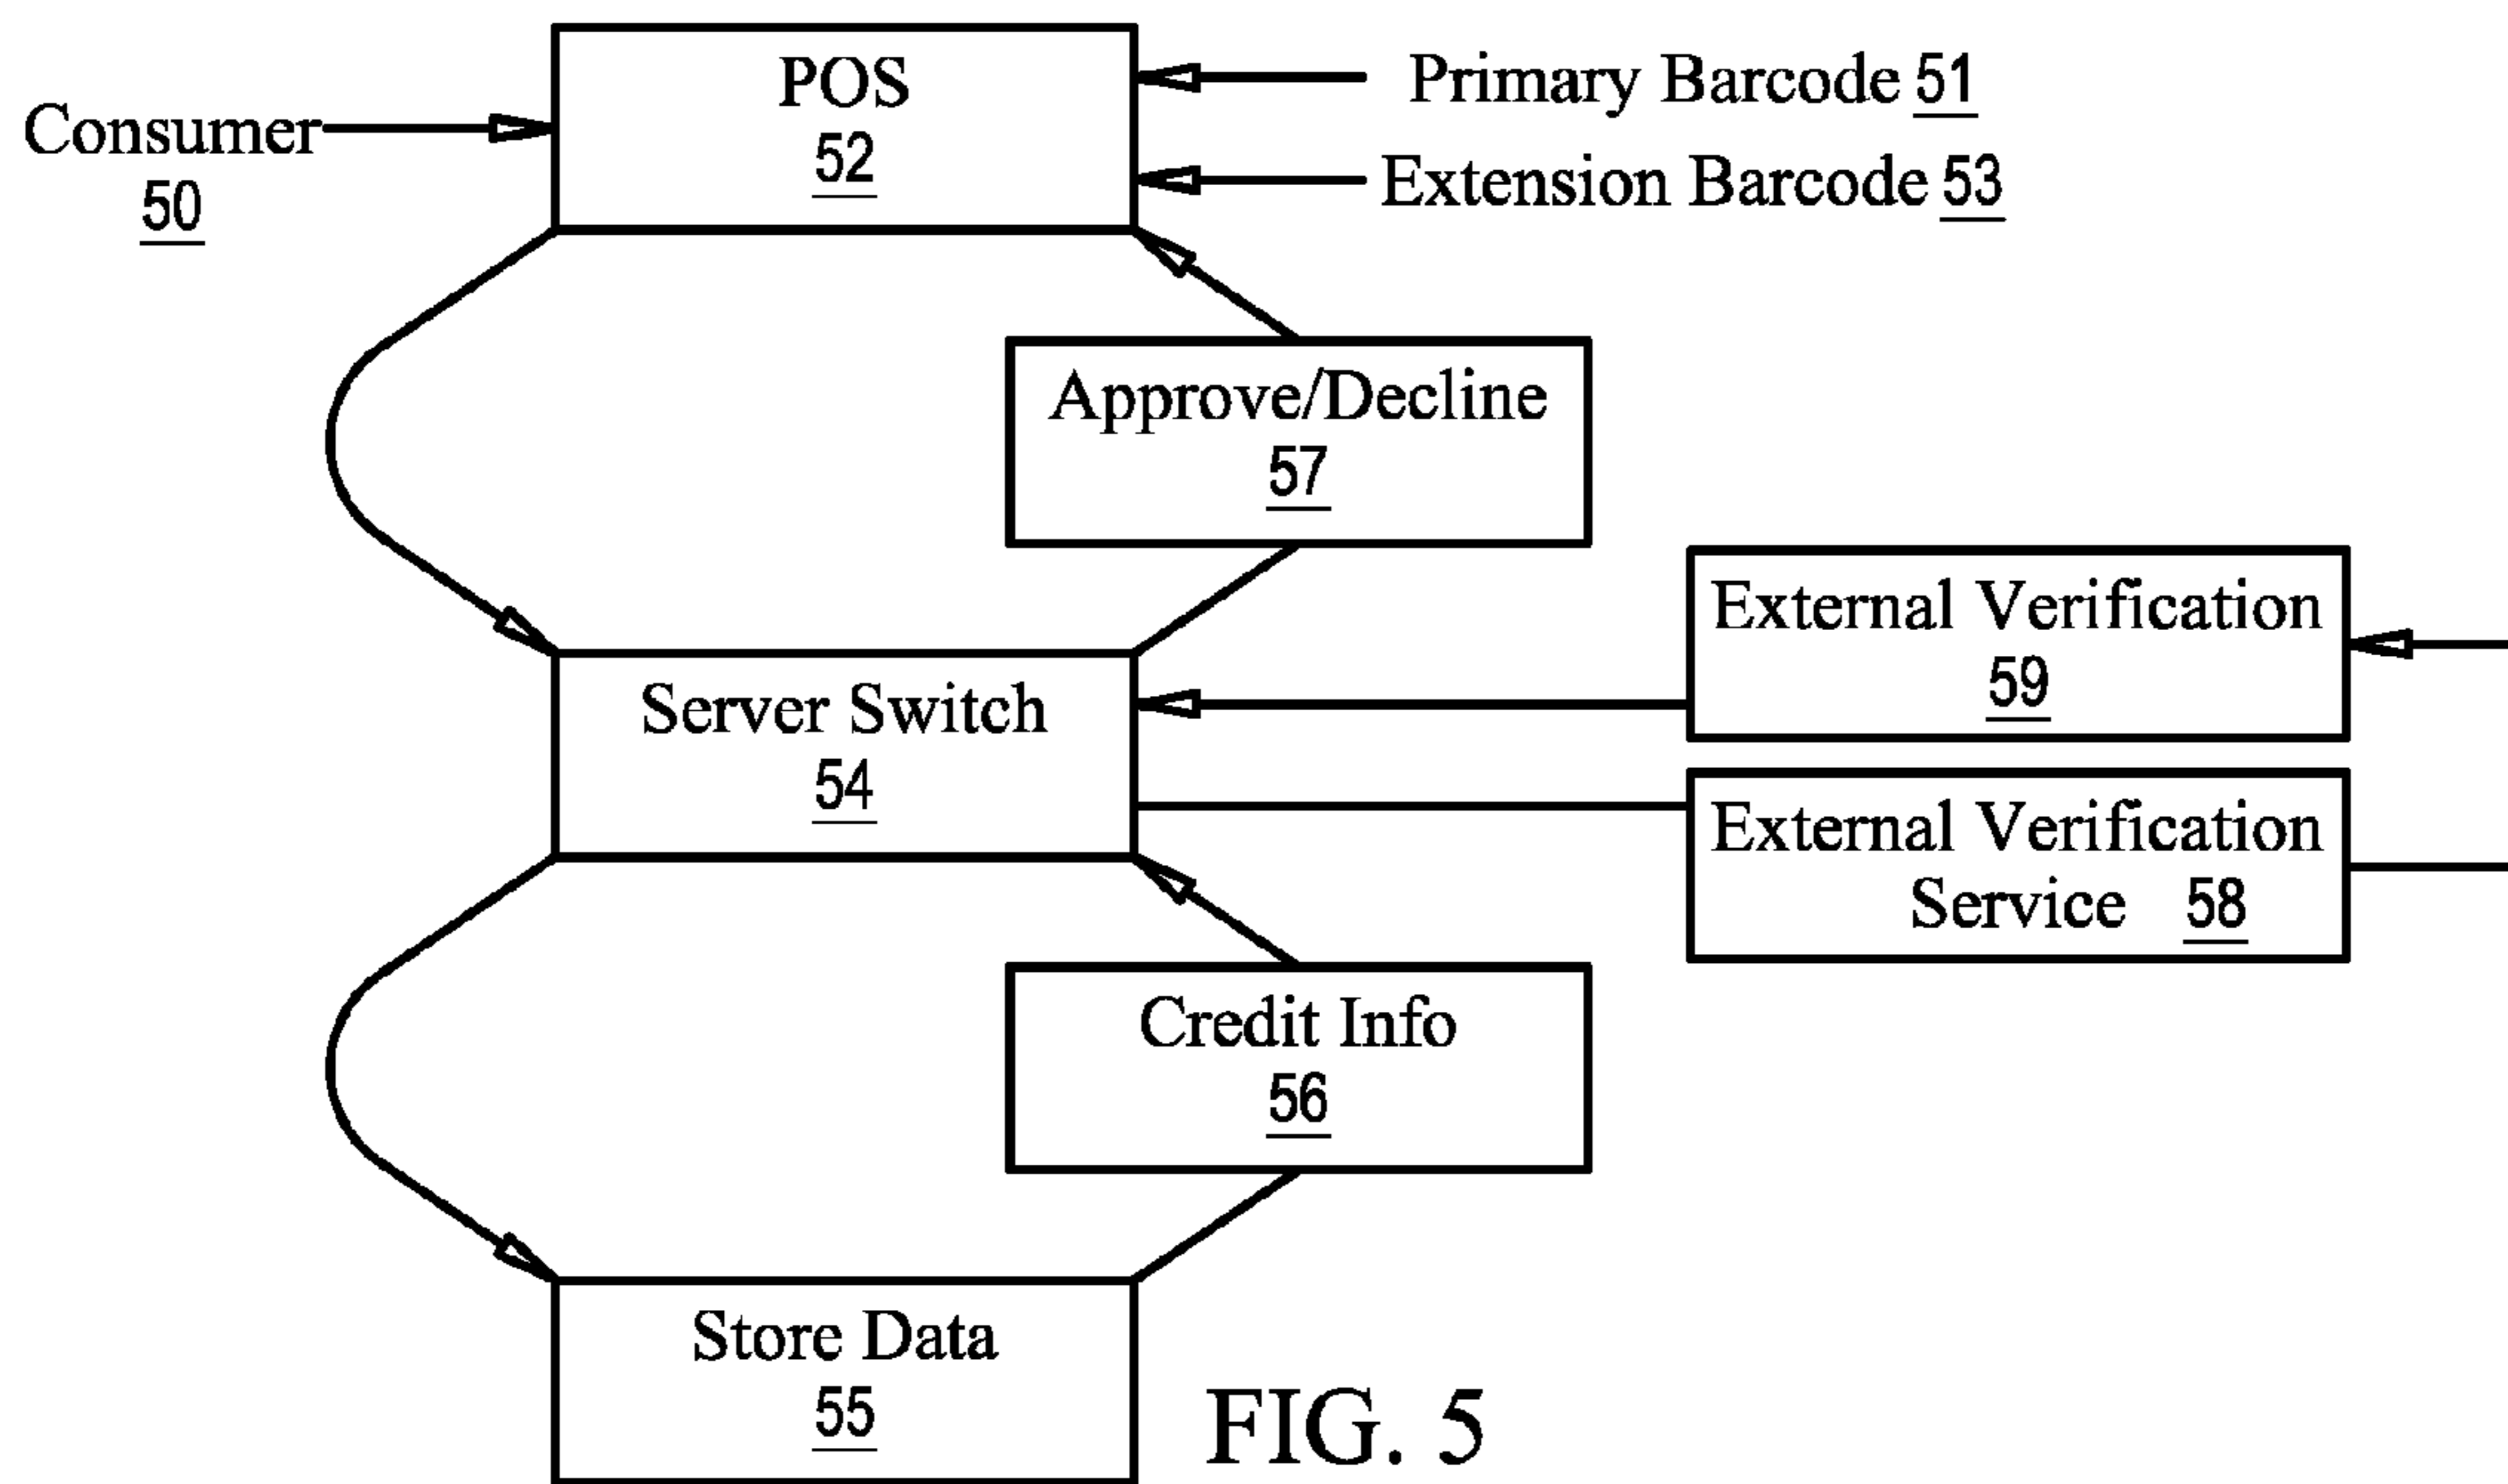 POS
52
Primary Barcode 51
Consumer
50
Extension Barcode 53
Approve/Decline
57
External Verification
59
Server Switch
54
External Verification
Service 58
Credit Info
56
Store Data
55
FIG. 5